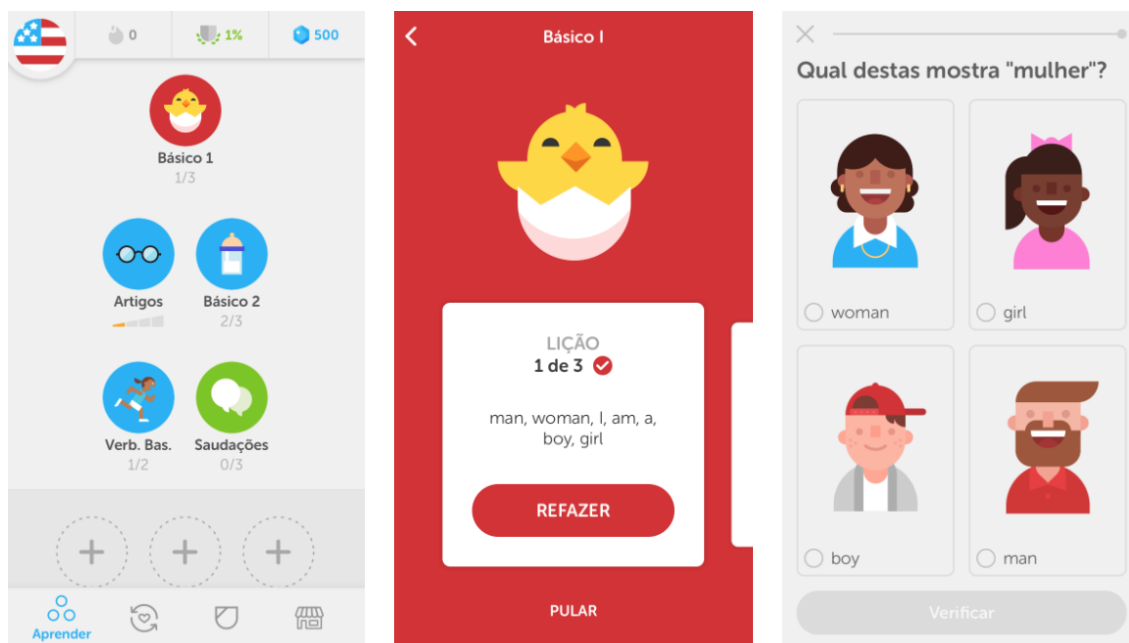 0
1%
500
Básico 1
1/3
Artigos
Básico 2
2/3
Verb. Bas.
1/2
Saudações
0/3
Aprender
Básico I
LIÇÃO
1 de 3
man, woman, I, am, a,
boy, girl
REFAZER
PULAR
Qual destas mostra "mulher"?
woman
girl
boy
man
Verificar